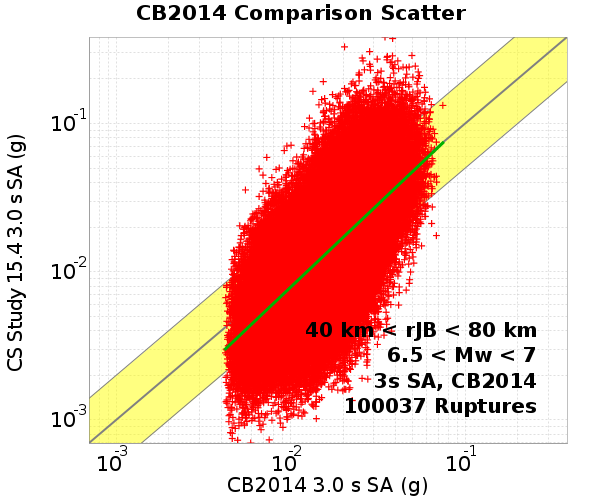 CB2014 Comparison Scatter
CS Study 15.4 3.0 s SA (g)
10-1
10-2
10-3
40 km < rJB < 80 km
6.5 < Mw < 7
3s SA, CB2014
100037 Ruptures
10-3 10-2 10-1
CB2014 3.0 s SA (g)